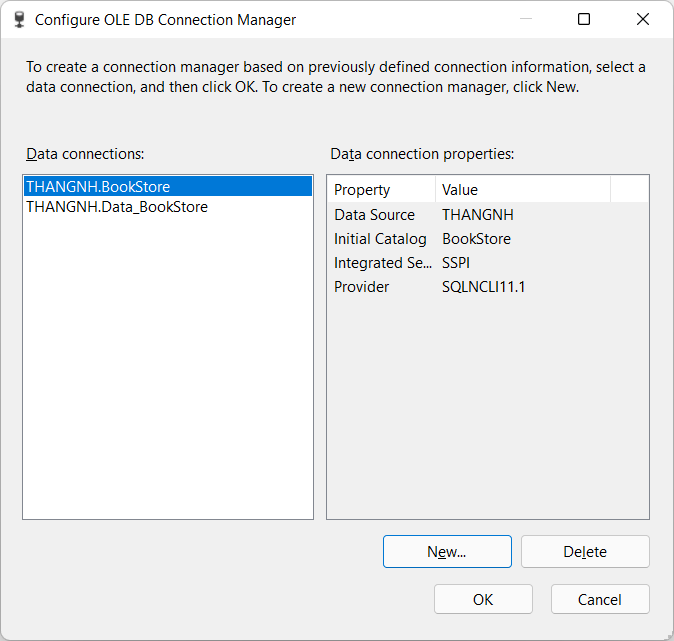 Configure OLE DB Connection Manager
To create a connection manager based on previously defined connection information, select a
data connection, and then click OK. To create a new connection manager, click New.
Data connections:
THANGNH.BookStore
THANGNH.Data_BookStore
Data connection properties:
Property Value
Data Source THANGNH
Initial Catalog BookStore
Integrated Se... SSPI
Provider SQLNCLI11.1
New...
Delete
OK
Cancel